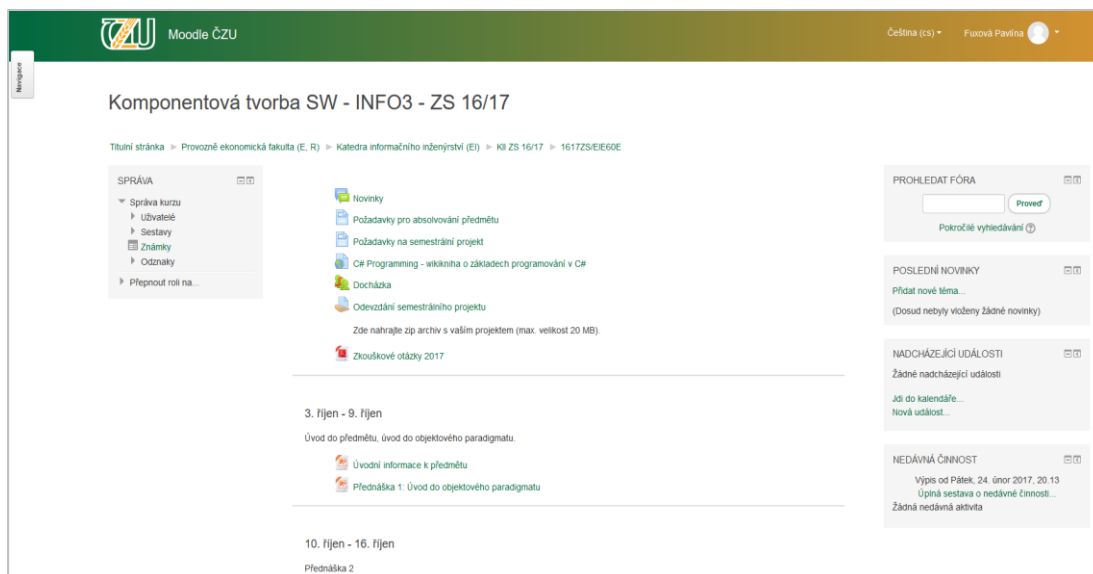 ČZU
Moodle ČZU
Čeština (cs)
Fuxová Pavlína
Navigace
Komponentová tvorba SW - INFO3 - ZS 16/17
Titulní stránka ► Provozně ekonomická fakulta (E, R) ► Katedra informačního inženýrství (EI) ► KII ZS 16/17 ► 1617ZS/EIE60E
SPRÁVA
Správa kurzu
Uživatelé
Sestavy
Známky
Odznaky
Přepnout roli na...
Novinky
Požadavky pro absolvování předmětu
Požadavky na semestrální projekt
C# Programming - wikikniha o základech programování v C#
Docházka
Odevzdání semestrálního projektu
Zde nahrajte zip archiv s vaším projektem (max. velikost 20 MB).
Zkouškové otázky 2017
3. říjen - 9. říjen
Úvod do předmětu, úvod do objektového paradigmatu.
Úvodní informace k předmětu
Přednáška 1: Úvod do objektového paradigmatu
10. říjen - 16. říjen
Přednáška 2
PROHLEDAT FÓRA
Proveď
Pokročilé vyhledávání
POSLEDNÍ NOVINKY
Přidat nové téma...
(Dosud nebyly vloženy žádné novinky)
NADCHÁZEJÍCÍ UDÁLOSTI
Žádné nadcházející události
Jdi do kalendáře...
Nová událost...
NEDÁVNÁ ČINNOST
Výpis od Pátek, 24. únor 2017, 20.13
Úplná sestava o nedávné činnosti...
Žádná nedávná aktivita